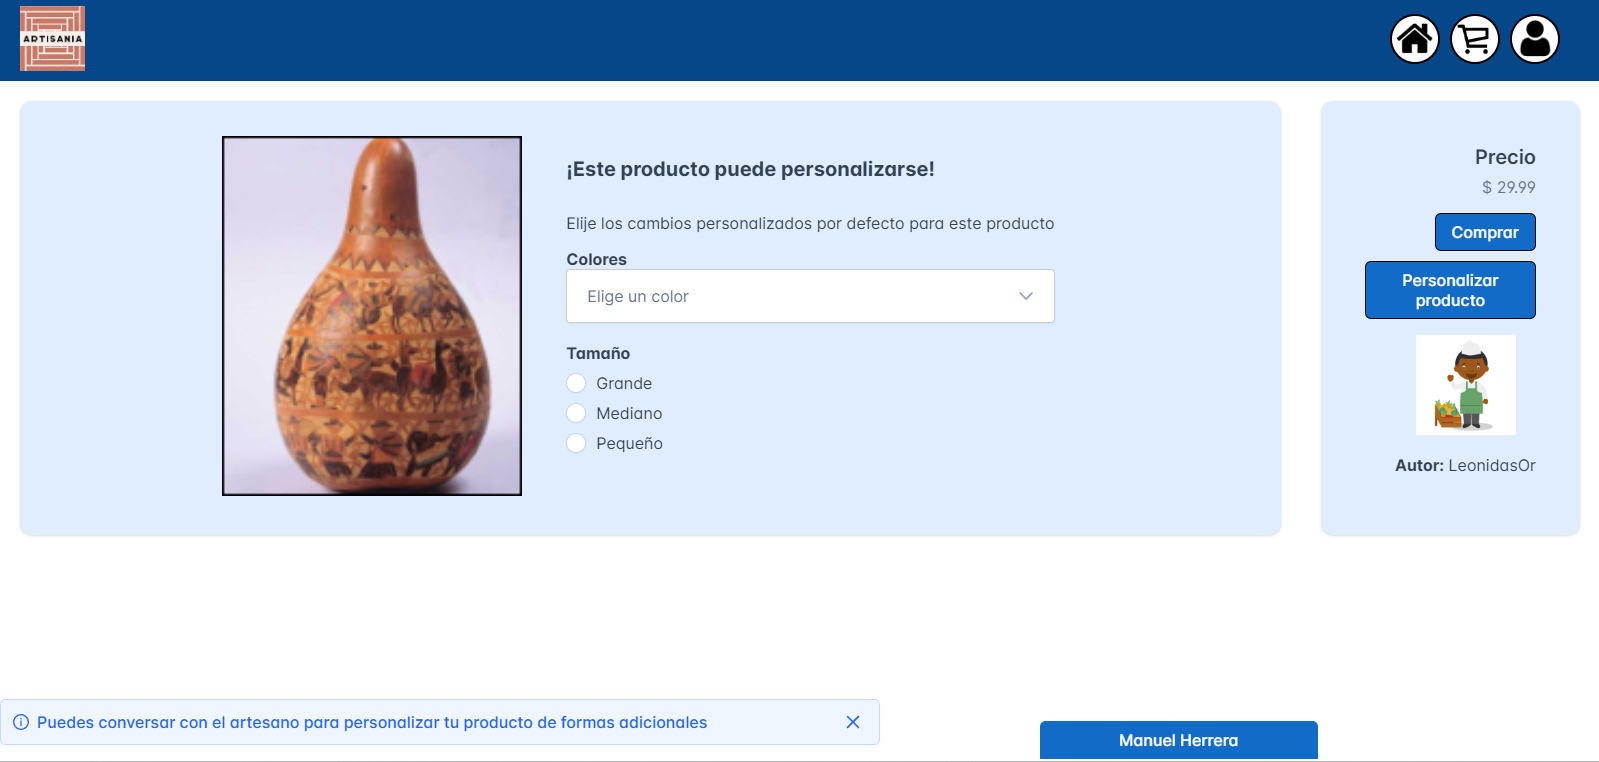 ARTISANIA
¡Este producto puede personalizarse!
Elije los cambios personalizados por defecto para este producto
Colores
Elige un color
Tamaño
Grande
Mediano
Pequeño
Precio
$ 29.99
Comprar
Personalizar
producto
Autor: LeonidasOr
Puedes conversar con el artesano para personalizar tu producto de formas adicionales
Manuel Herrera